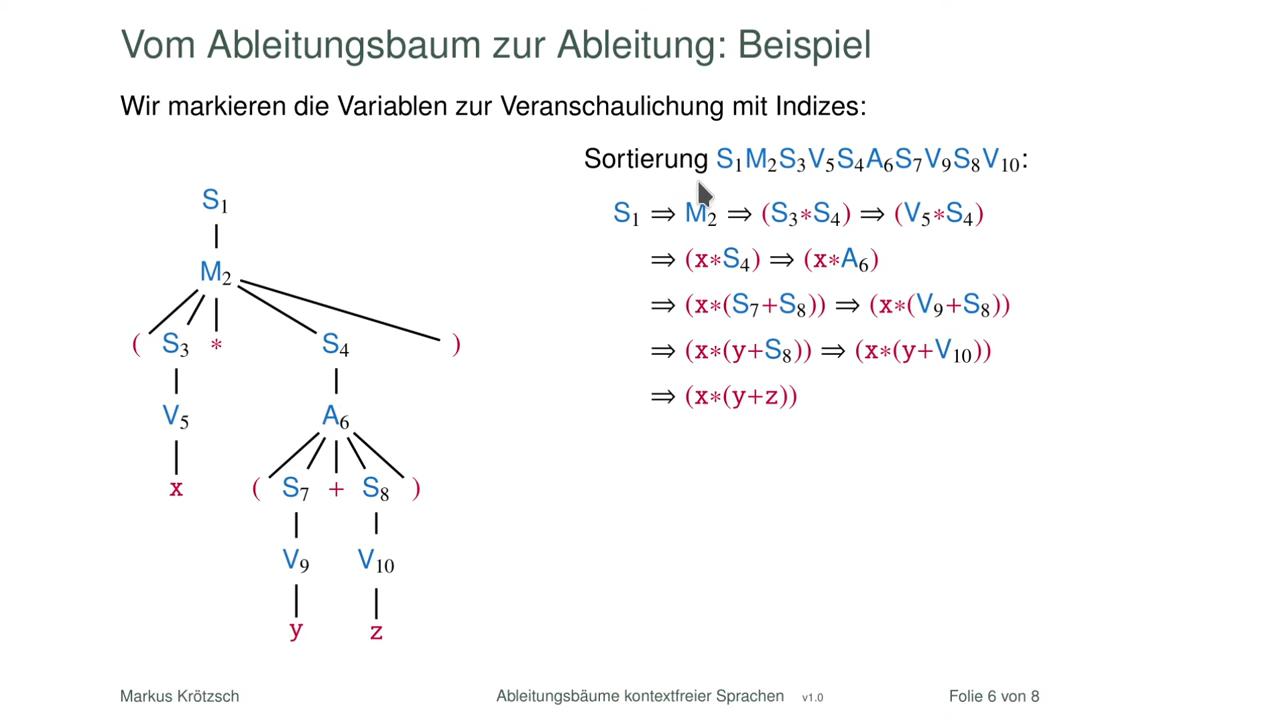 Vom Ableitungsbaum zur Ableitung: Beispiel
Wir markieren die Variablen zur Veranschaulichung mit Indizes:
Sortierung S₁M₂S₃V₅S₄A₆S₇V₉S₈V₁₀:
S₁ ⇒ M₂ ⇒ (S₃*S₄) ⇒ (V₅*S₄)
⇒ (x*S₄) ⇒ (x*A₆)
⇒ (x*(S₇+S₈)) ⇒ (x*(V₉+S₈))
⇒ (x*(y+S₈)) ⇒ (x*(y+V₁₀))
⇒ (x*(y+z))
S₁
M₂
( S₃ * S₄ )
V₅ A₆
x ( S₇ + S₈ )
V₉ V₁₀
y z
Markus Krötzsch Ableitungsbäume kontextfreier Sprachen v1.0 Folie 6 von 8